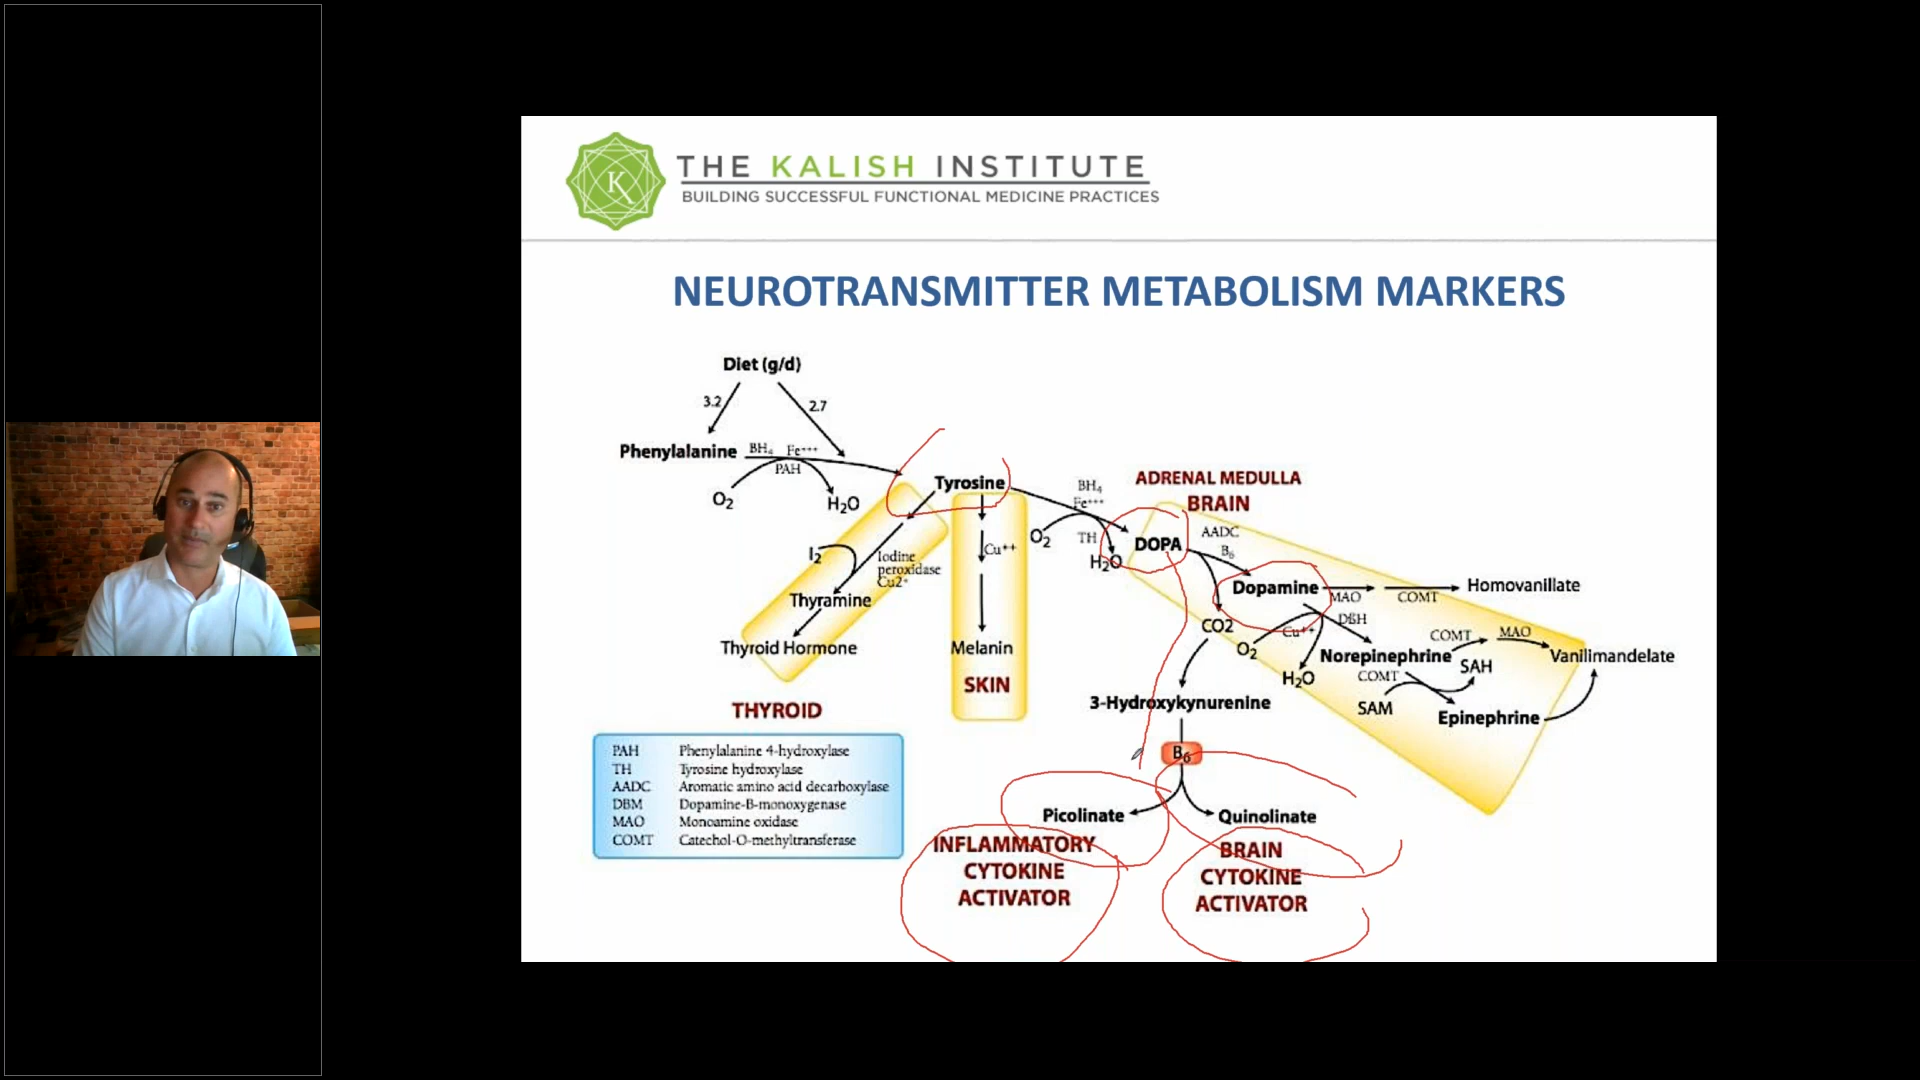 THE KALISH INSTITUTE
BUILDING SUCCESSFUL FUNCTIONAL MEDICINE PRACTICES
K
NEUROTRANSMITTER METABOLISM MARKERS
Diet (g/d)
3.2
2.7
Phenylalanine
BH₄ Fe⁺⁺⁺
PAH
O₂
H₂O
Tyrosine
I₂
Iodine
peroxidase
Cu2⁺
Thyramine
Thyroid Hormone
THYROID
Cu⁺⁺
Melanin
SKIN
BH₄
Fe⁺⁺⁺
O₂
TH
H₂O
ADRENAL MEDULLA
BRAIN
DOPA
AADC
B₆
Dopamine
MAO
COMT
Homovanillate
CO2
O₂
Cu⁺⁺
DBH
H₂O
Norepinephrine
COMT
MAO
SAH
Vanilimandelate
COMT
SAM
Epinephrine
3-Hydroxykynurenine
B₆
Picolinate
Quinolinate
INFLAMMATORY
CYTOKINE
ACTIVATOR
BRAIN
CYTOKINE
ACTIVATOR
PAH Phenylalanine 4-hydroxylase
TH Tyrosine hydroxylase
AADC Aromatic amino acid decarboxylase
DBM Dopamine-B-monoxygenase
MAO Monoamine oxidase
COMT Catechol-O-methyltransferase